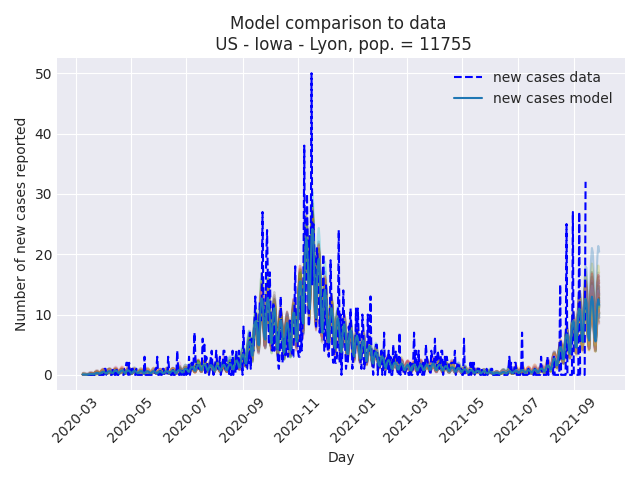 Model comparison to data
US - Iowa - Lyon, pop. = 11755
new cases data
new cases model
Number of new cases reported
50
40
30
20
10
0
2020-03
2020-05
2020-07
2020-09
2020-11
2021-01
2021-03
2021-05
2021-07
2021-09
Day